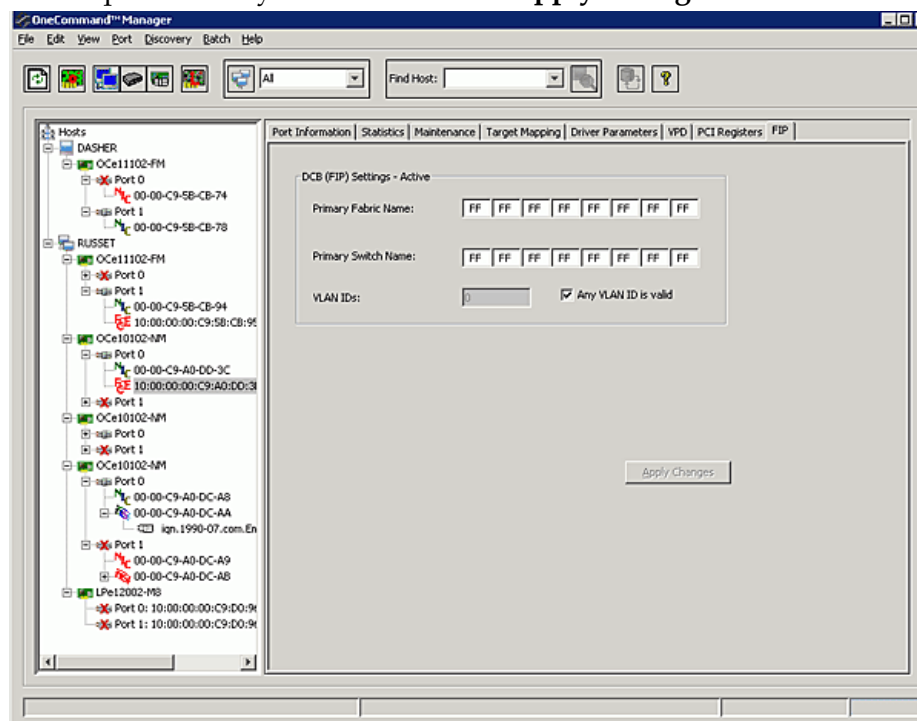 Apply
OneCommand™ Manager
File Edit View Port Discovery Batch Help
All
Find Host:
Hosts
DASHER
OCe11102-FM
Port 0
00-00-C9-5B-CB-74
Port 1
00-00-C9-5B-CB-78
RUSSET
OCe11102-FM
Port 0
Port 1
00-00-C9-5B-CB-94
10:00:00:00:C9:5B:CB:95
OCe10102-NM
Port 0
00-00-C9-A0-DD-3C
10:00:00:00:C9:A0:DD:3
Port 1
OCe10102-NM
Port 0
Port 1
OCe10102-NM
Port 0
00-00-C9-A0-DC-A8
00-00-C9-A0-DC-AA
iqn.1990-07.com.En
Port 1
00-00-C9-A0-DC-A9
00-00-C9-A0-DC-AB
LPe12002-M8
Port 0: 10:00:00:00:C9:D0:9
Port 1: 10:00:00:00:C9:D0:9
Port Information Statistics Maintenance Target Mapping Driver Parameters VPD PCI Registers FIP
DCB (FIP) Settings - Active
Primary Fabric Name: FF FF FF FF FF FF FF FF
Primary Switch Name: FF FF FF FF FF FF FF FF
VLAN IDs: 0 Any VLAN ID is valid
Apply Changes